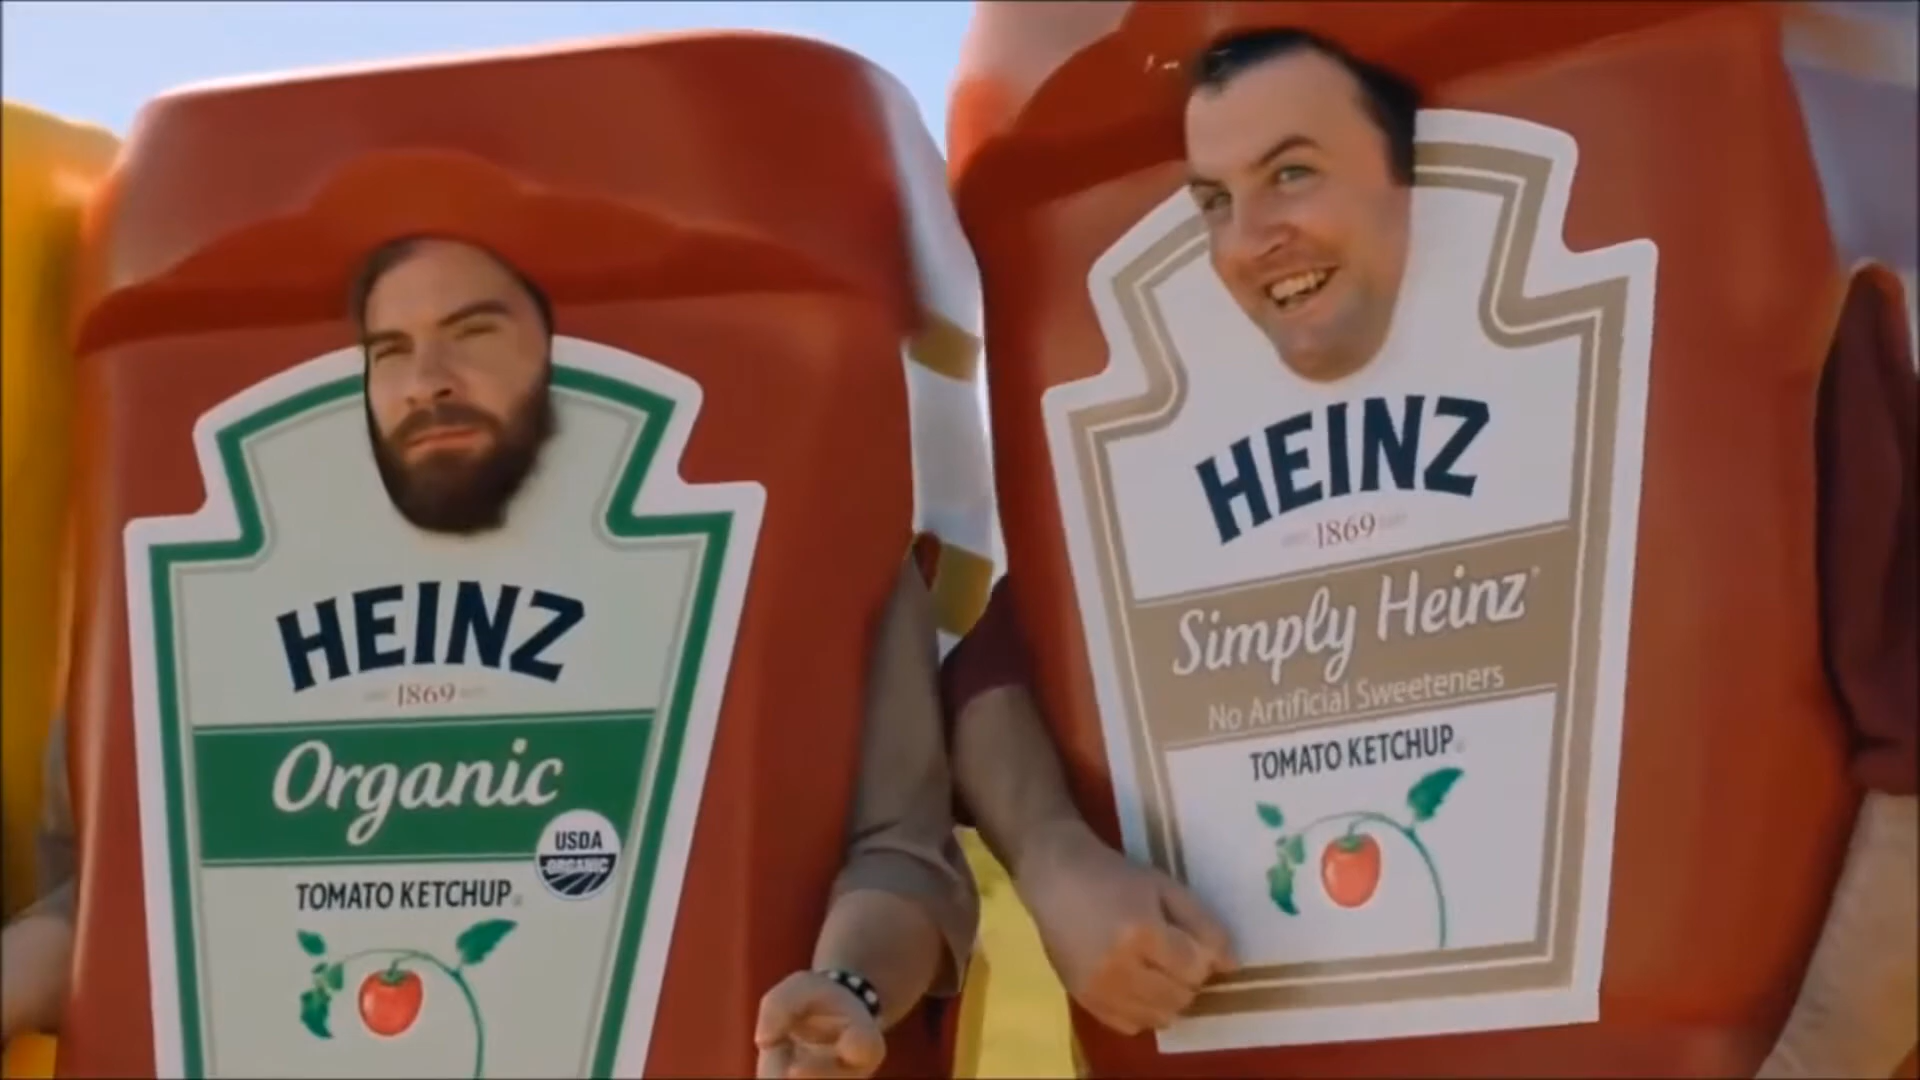 HEINZ
1869
Organic
USDA
ORGANIC
TOMATO KETCHUP
HEINZ
1869
Simply Heinz
No Artificial Sweeteners
TOMATO KETCHUP